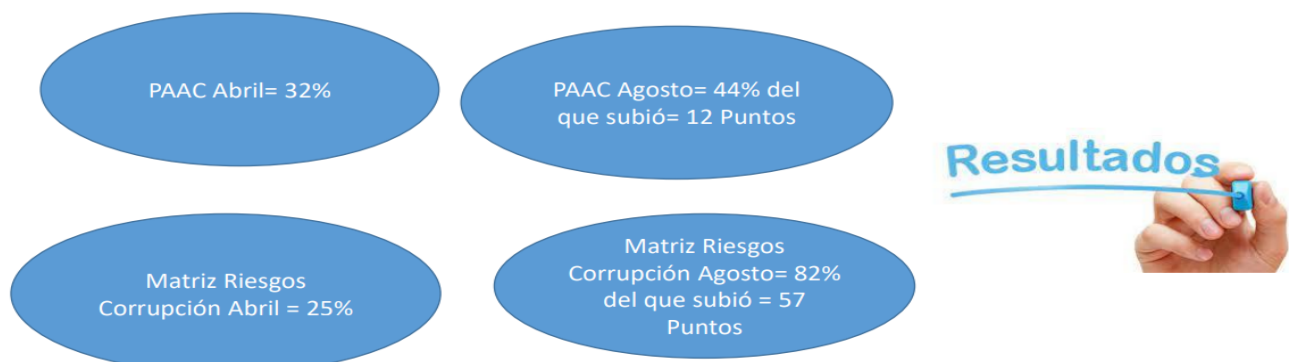 PAAC Abril= 32%
PAAC Agosto= 44% del
que subió= 12 Puntos
Resultados
Matriz Riesgos
Corrupción Abril = 25%
Matriz Riesgos
Corrupción Agosto= 82%
del que subió = 57
Puntos